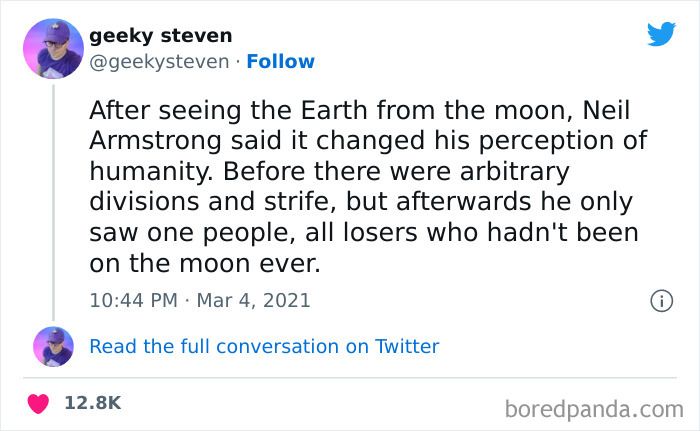 geeky steven
@geekysteven · Follow
After seeing the Earth from the moon, Neil
Armstrong said it changed his perception of
humanity. Before there were arbitrary
divisions and strife, but afterwards he only
saw one people, all losers who hadn't been
on the moon ever.
10:44 PM · Mar 4, 2021
Read the full conversation on Twitter
12.8K
boredpanda.com